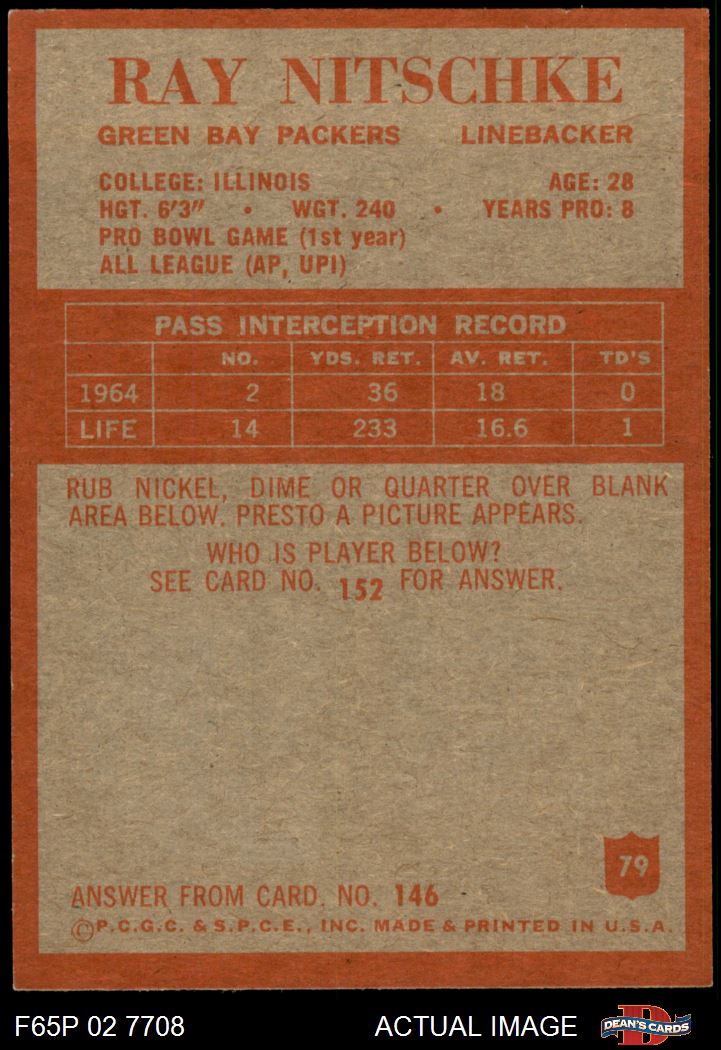 RAY NITSCHKE
GREEN BAY PACKERS LINEBACKER
COLLEGE: ILLINOIS AGE: 28
HGT. 6'3" • WGT. 240 • YEARS PRO: 8
PRO BOWL GAME (1st year)
ALL LEAGUE (AP, UPI)
PASS INTERCEPTION RECORD
NO. YDS. RET. AV. RET. TD'S
1964 2 36 18 0
LIFE 14 233 16.6 1
RUB NICKEL, DIME OR QUARTER OVER BLANK
AREA BELOW. PRESTO A PICTURE APPEARS.
WHO IS PLAYER BELOW?
SEE CARD NO. 152 FOR ANSWER.
79
ANSWER FROM CARD. NO. 146
©P.C.G.C. & S.P.C.E., INC. MADE & PRINTED IN U.S.A.
F65P 02 7708 ACTUAL IMAGE
D
DEAN'S CARDS